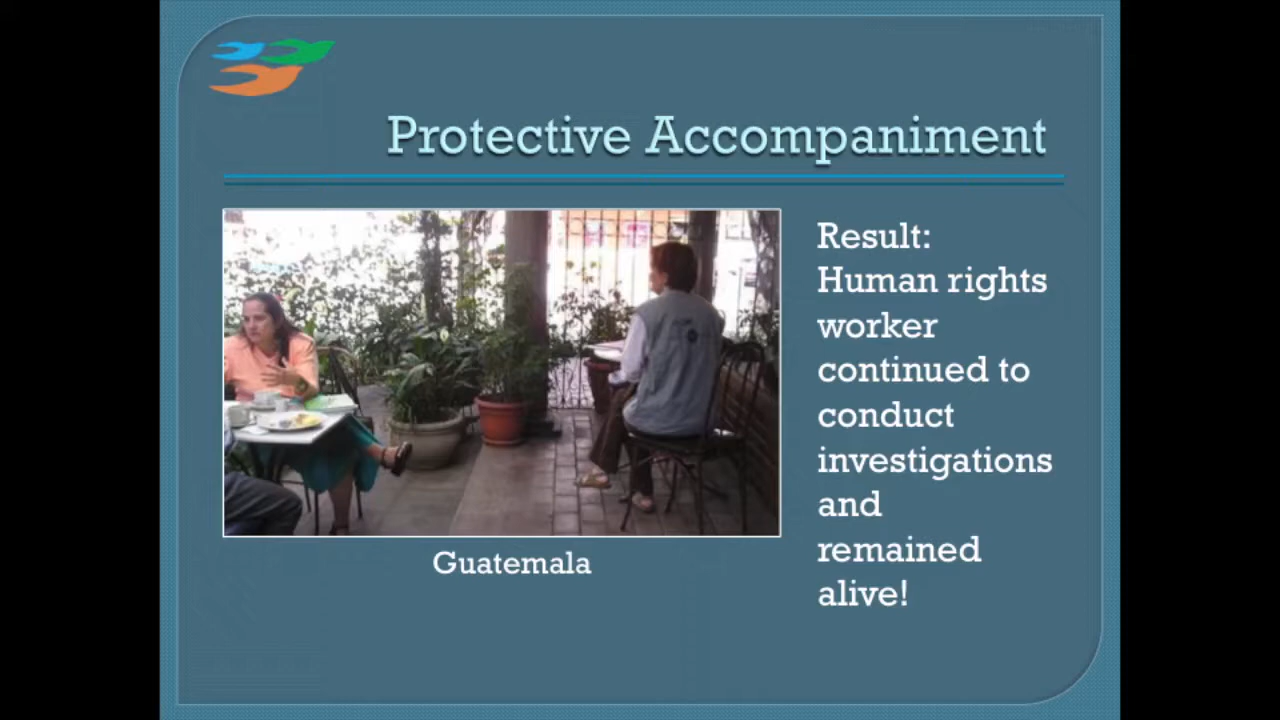 Protective Accompaniment
Result:
Human rights
worker
continued to
conduct
investigations
and
remained
alive!
Guatemala